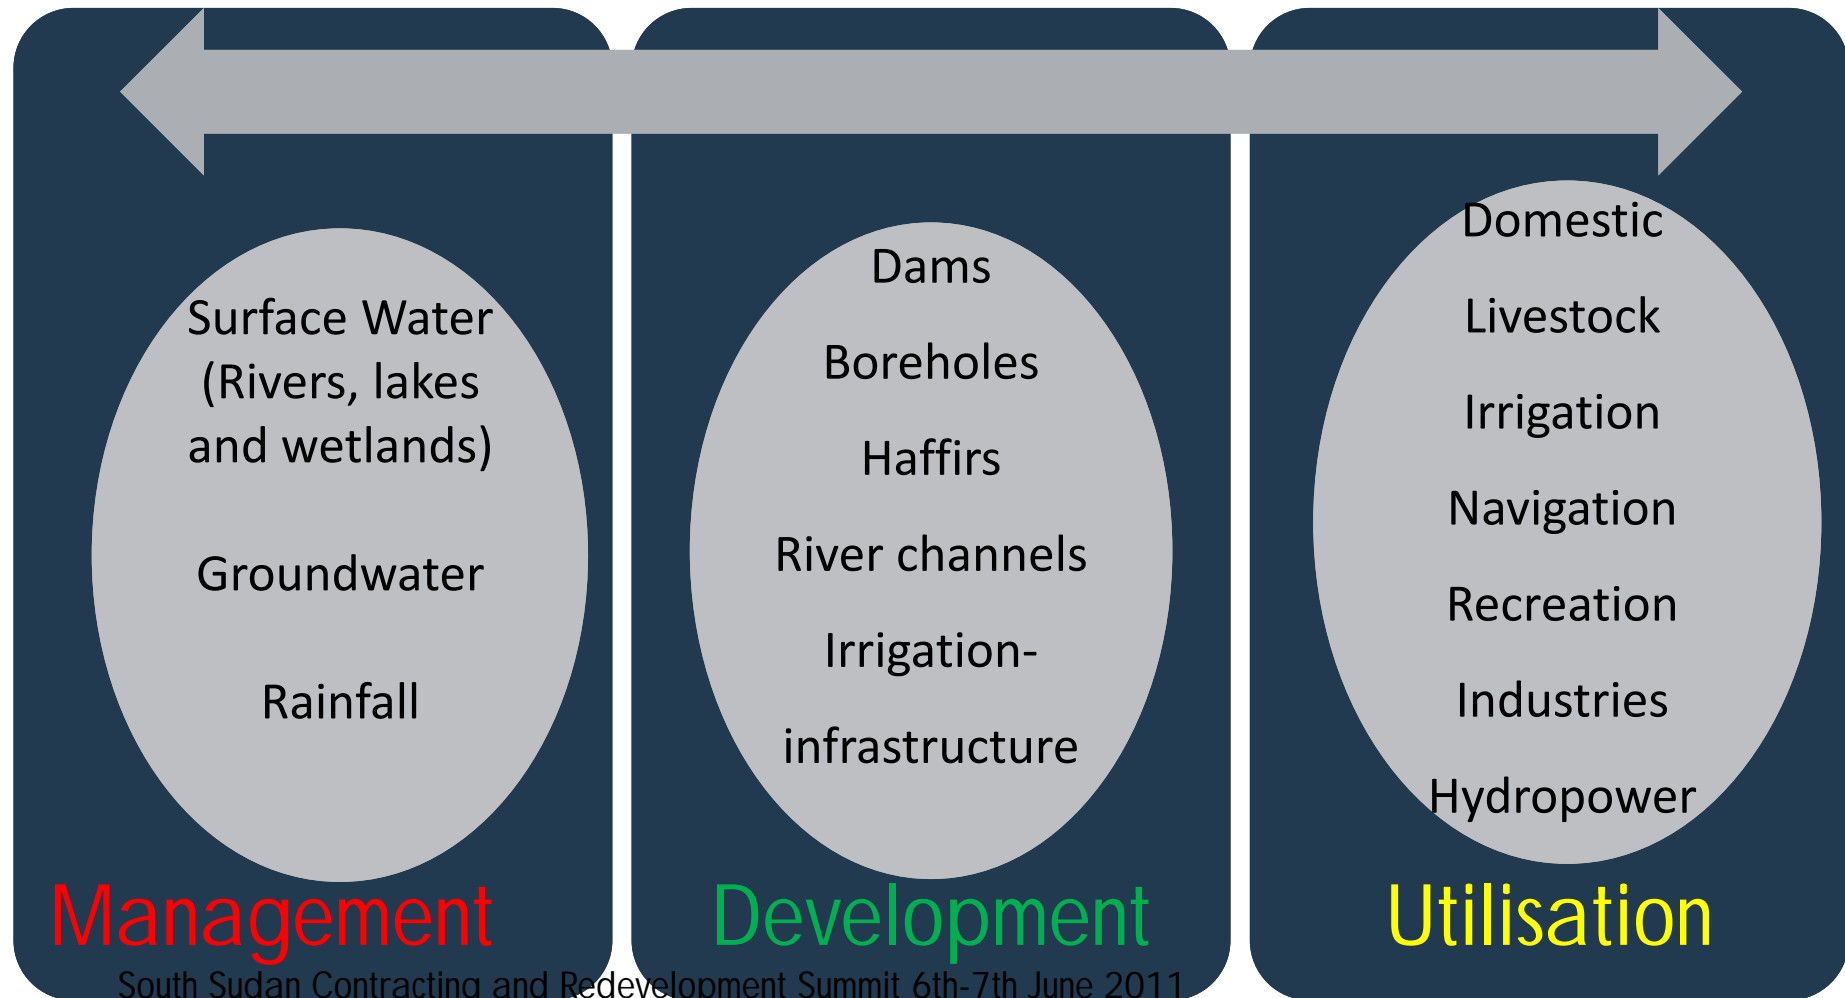 Surface Water
(Rivers, lakes
and wetlands)
Groundwater
Rainfall
Management
Dams
Boreholes
Haffirs
River channels
Irrigation-
infrastructure
Development
Domestic
Livestock
Irrigation
Navigation
Recreation
Industries
Hydropower
Utilisation
South Sudan Contracting and Redevelopment Summit 6th-7th June 2011